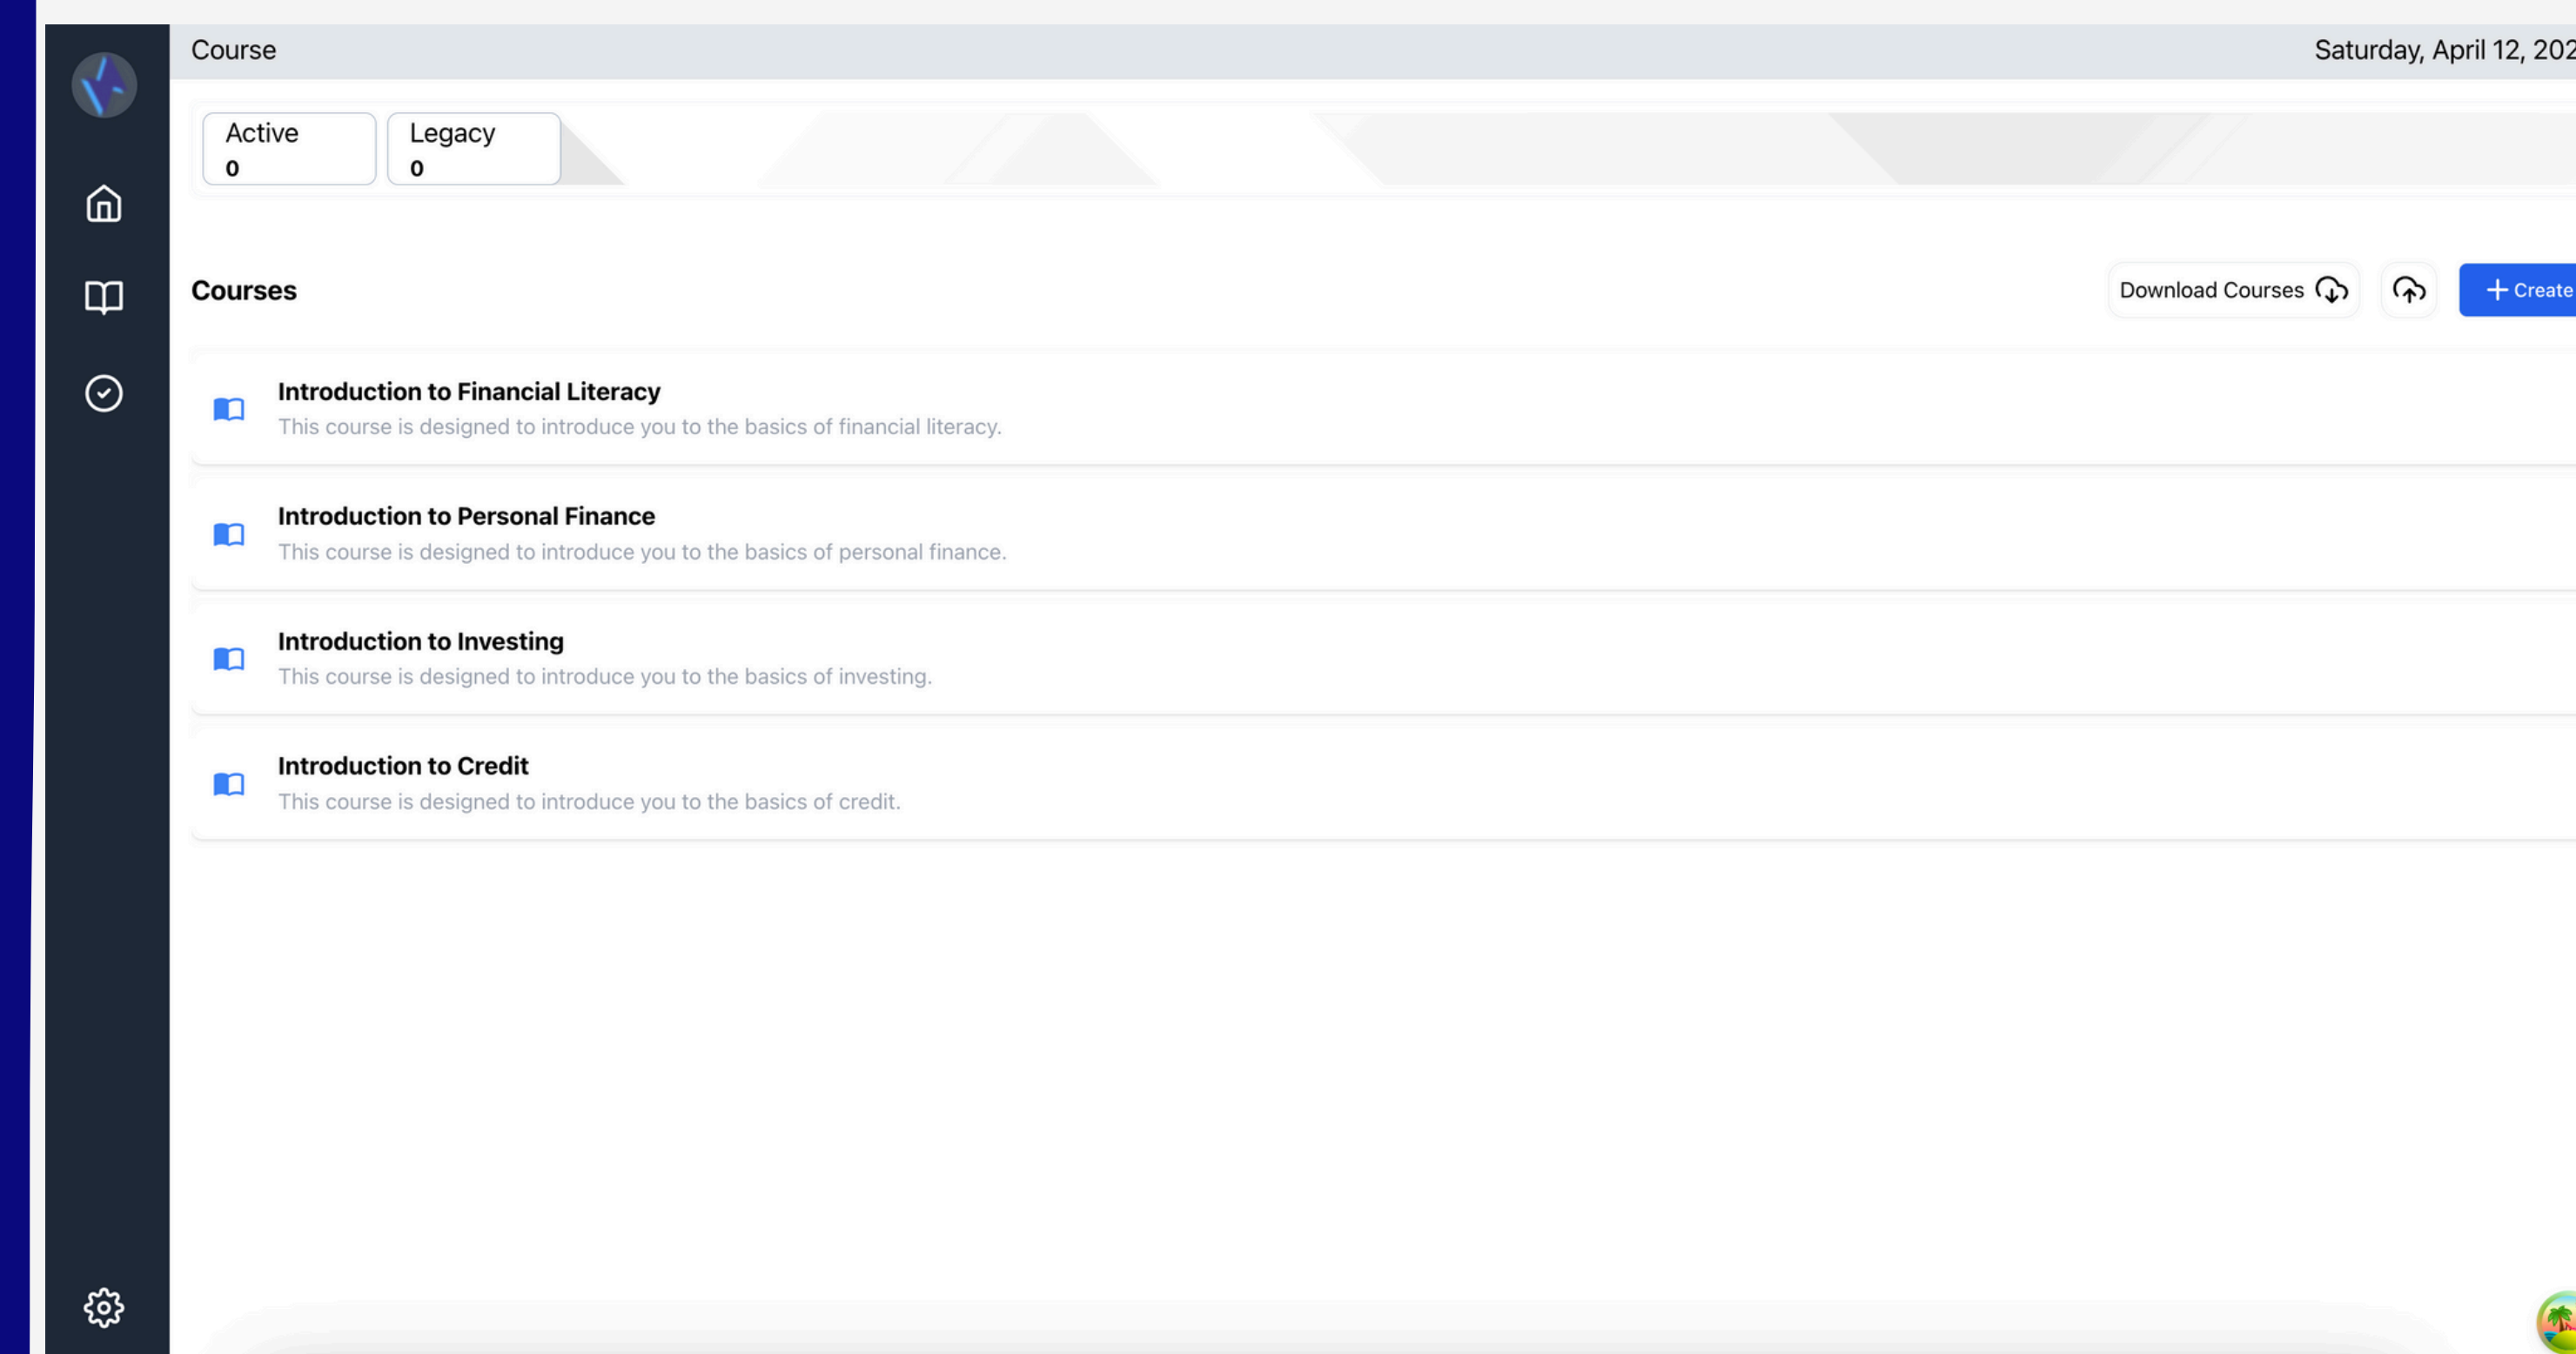 Course
Saturday, April 12, 202
Active
0
Legacy
0
Courses
Download Courses
Create
Introduction to Financial Literacy
This course is designed to introduce you to the basics of financial literacy.
Introduction to Personal Finance
This course is designed to introduce you to the basics of personal finance.
Introduction to Investing
This course is designed to introduce you to the basics of investing.
Introduction to Credit
This course is designed to introduce you to the basics of credit.